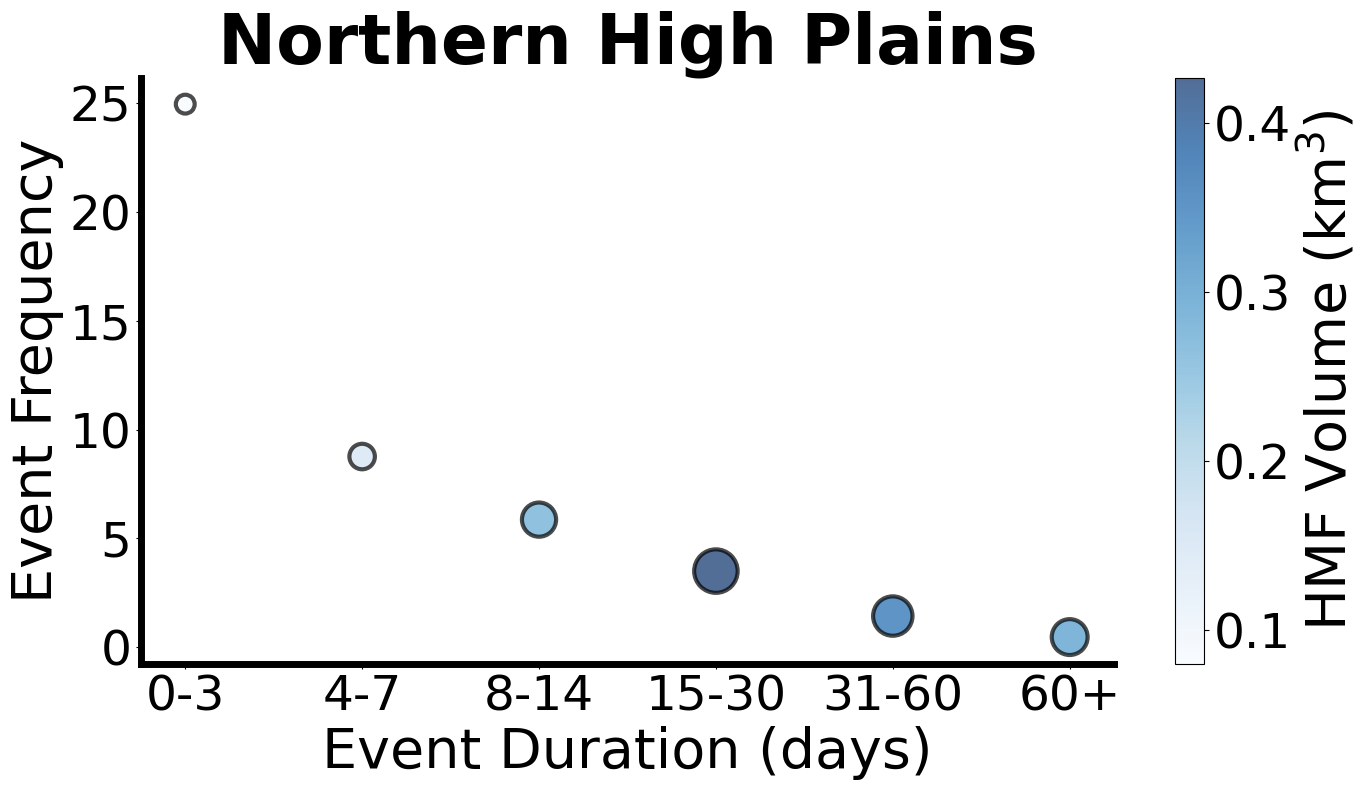 Northern High Plains
Event Frequency
25
20
15
10
5
0
0-3 4-7 8-14 15-30 31-60 60+
Event Duration (days)
0.4
0.3
0.2
0.1
HMF Volume (km³)